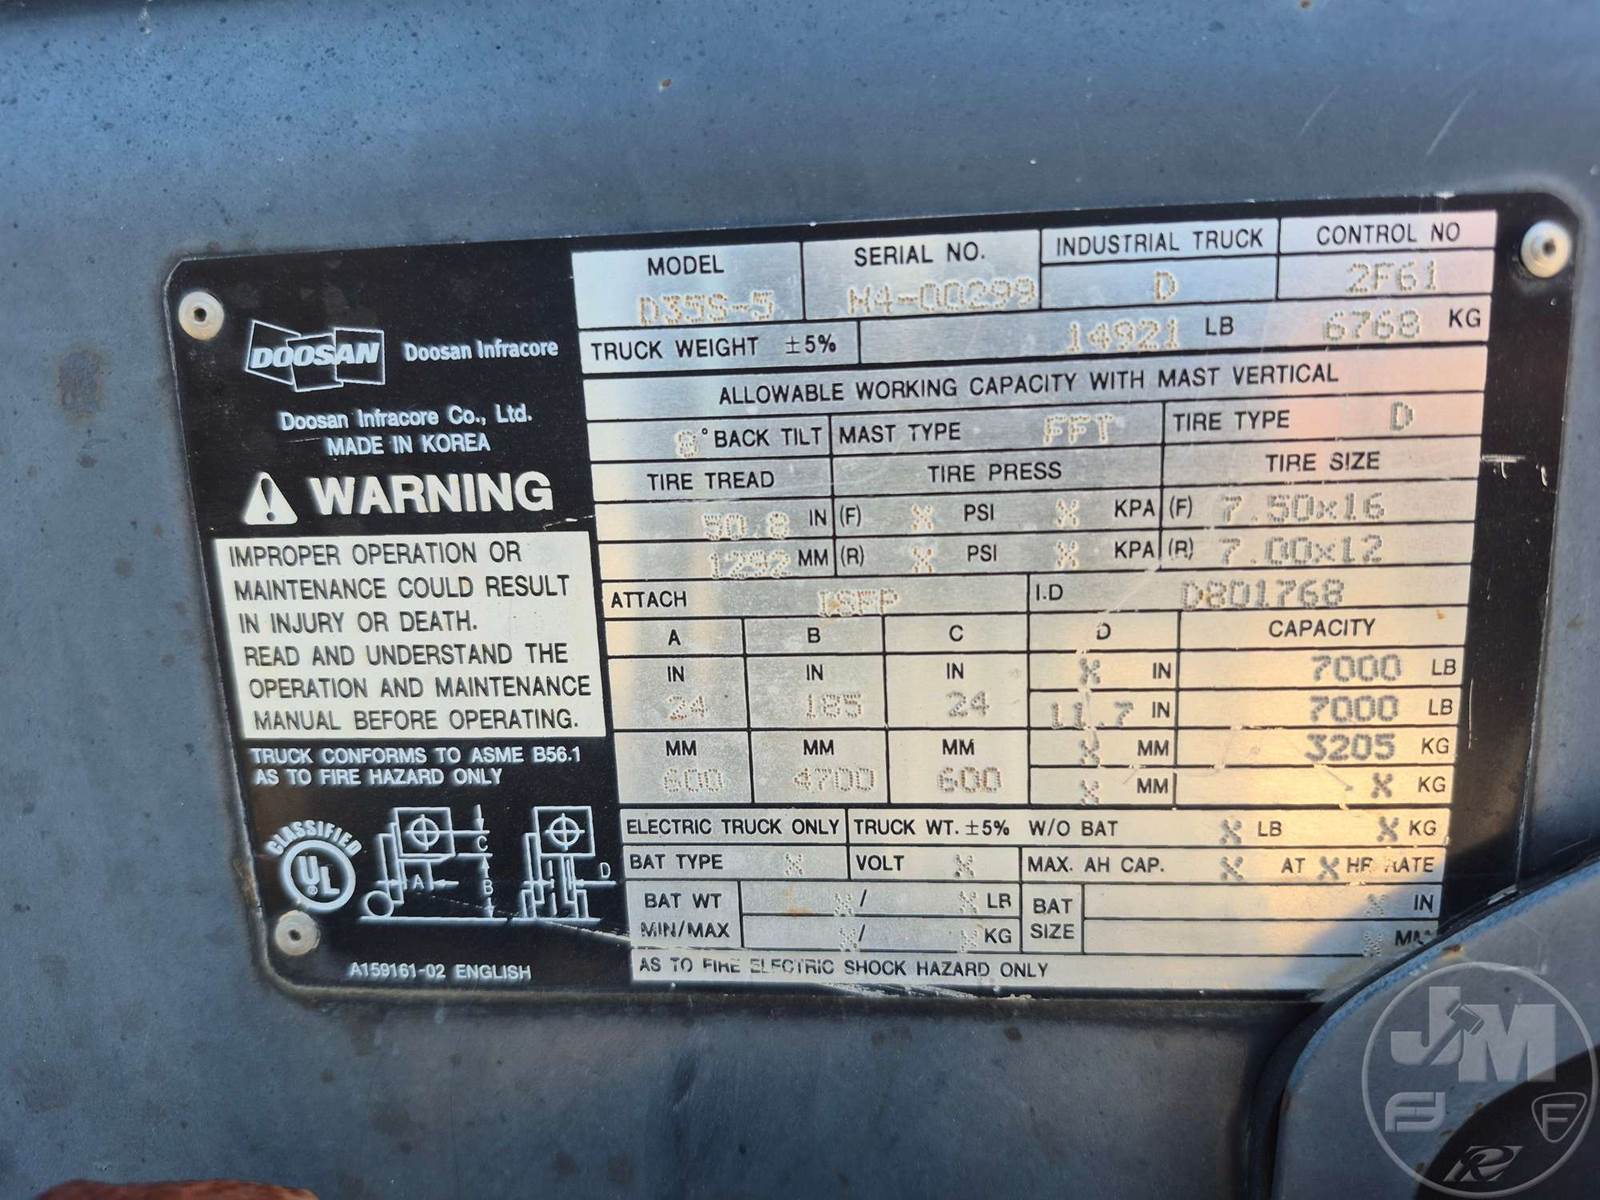 MODEL SERIAL NO. INDUSTRIAL TRUCK CONTROL NO
D35S-5 H4-00299 D 2F61
TRUCK WEIGHT ±5% 14921 LB 6768 KG
ALLOWABLE WORKING CAPACITY WITH MAST VERTICAL
8° BACK TILT MAST TYPE FFT TIRE TYPE D
TIRE TREAD TIRE PRESS TIRE SIZE
50.8 IN (F) X PSI X KPA (F) 7.50x16
1292 MM (R) X PSI X KPA (R) 7.00x12
ATTACH ISFP I.D D801768
A B C D CAPACITY
IN IN IN X IN 7000 LB
24 185 24 11.7 IN 7000 LB
MM MM MM X MM 3205 KG
600 4700 600 X MM X KG
ELECTRIC TRUCK ONLY TRUCK WT. ±5% W/O BAT X LB X KG
BAT TYPE X VOLT X MAX. AH CAP. X AT X HR RATE
BAT WT X / X LB BAT X IN
MIN/MAX X / X KG SIZE X MM
AS TO FIRE ELECTRIC SHOCK HAZARD ONLY
DOOSAN Doosan Infracore
Doosan Infracore Co., Ltd.
MADE IN KOREA
WARNING
IMPROPER OPERATION OR
MAINTENANCE COULD RESULT
IN INJURY OR DEATH.
READ AND UNDERSTAND THE
OPERATION AND MAINTENANCE
MANUAL BEFORE OPERATING.
TRUCK CONFORMS TO ASME B56.1
AS TO FIRE HAZARD ONLY
CLASSIFIED
UL®
C
A
B
D
A159161-02 ENGLISH
JM